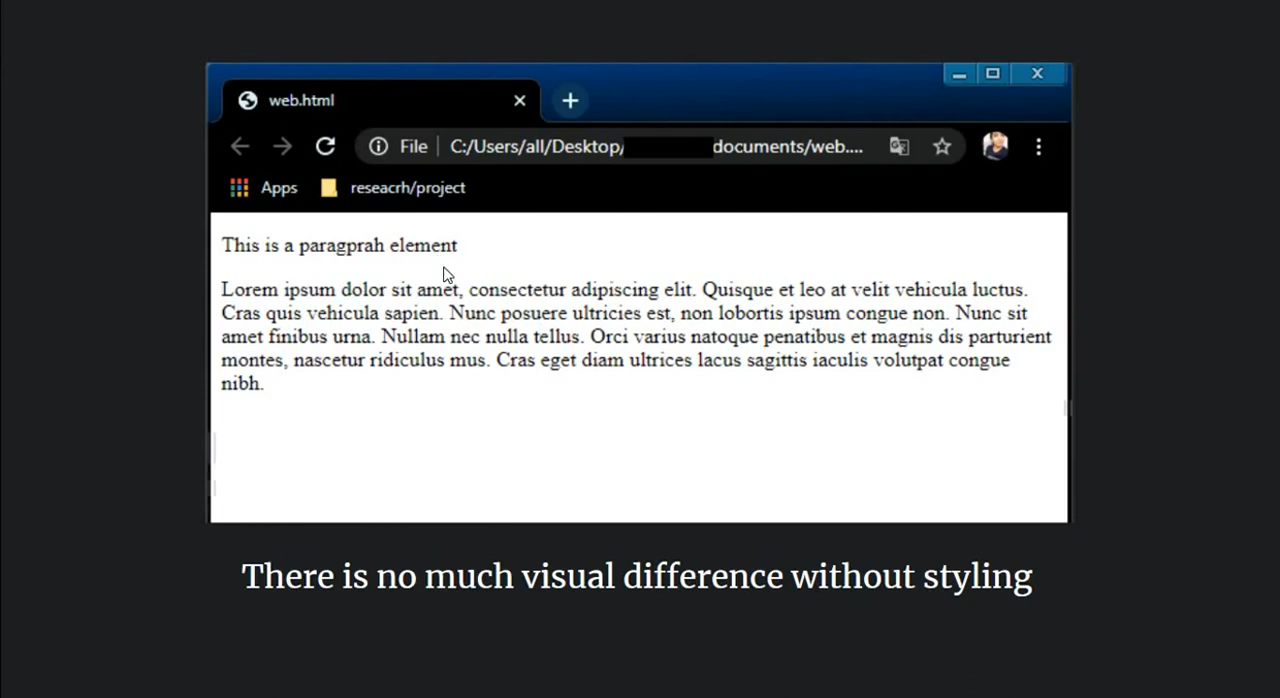 web.html
File C:/Users/all/Desktop/ documents/web....
Apps reseacrh/project
This is a paragprah element
Lorem ipsum dolor sit amet, consectetur adipiscing elit. Quisque et leo at velit vehicula luctus.
Cras quis vehicula sapien. Nunc posuere ultricies est, non lobortis ipsum congue non. Nunc sit
amet finibus urna. Nullam nec nulla tellus. Orci varius natoque penatibus et magnis dis parturient
montes, nascetur ridiculus mus. Cras eget diam ultrices lacus sagittis iaculis volutpat congue
nibh.
There is no much visual difference without styling